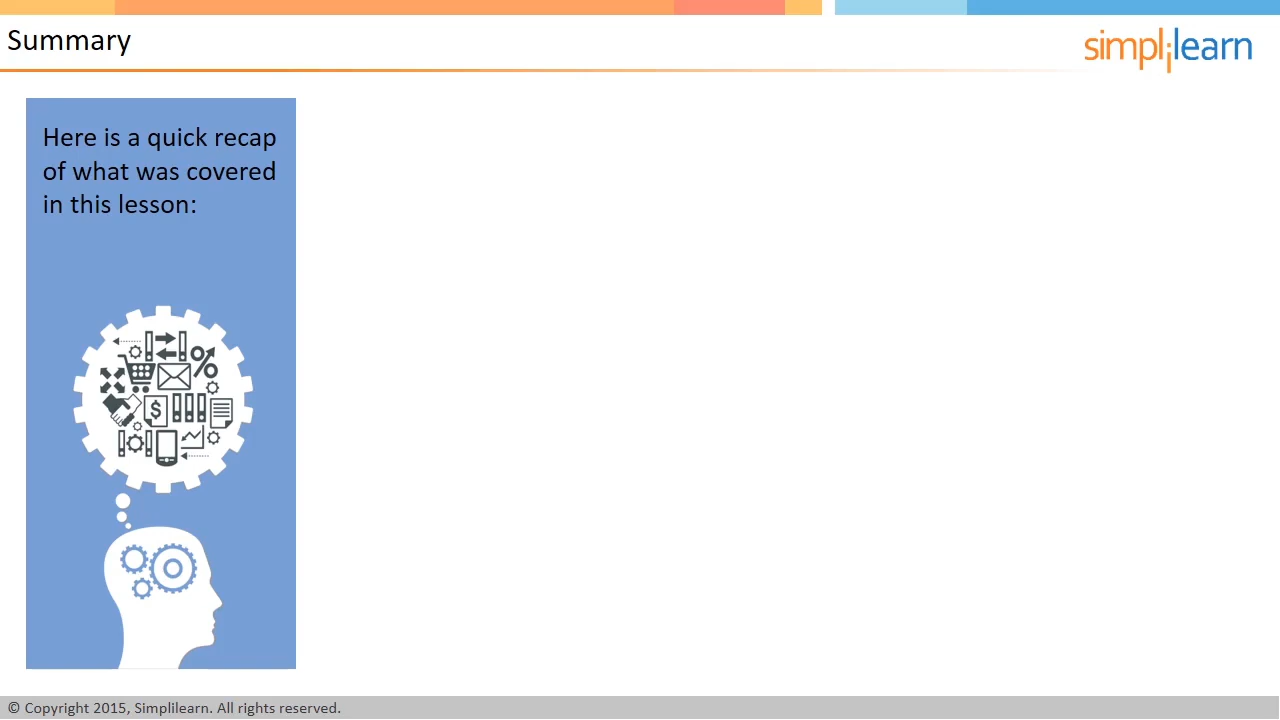 Summary
simplilearn
Here is a quick recap
of what was covered
in this lesson:
© Copyright 2015, Simplilearn. All rights reserved.